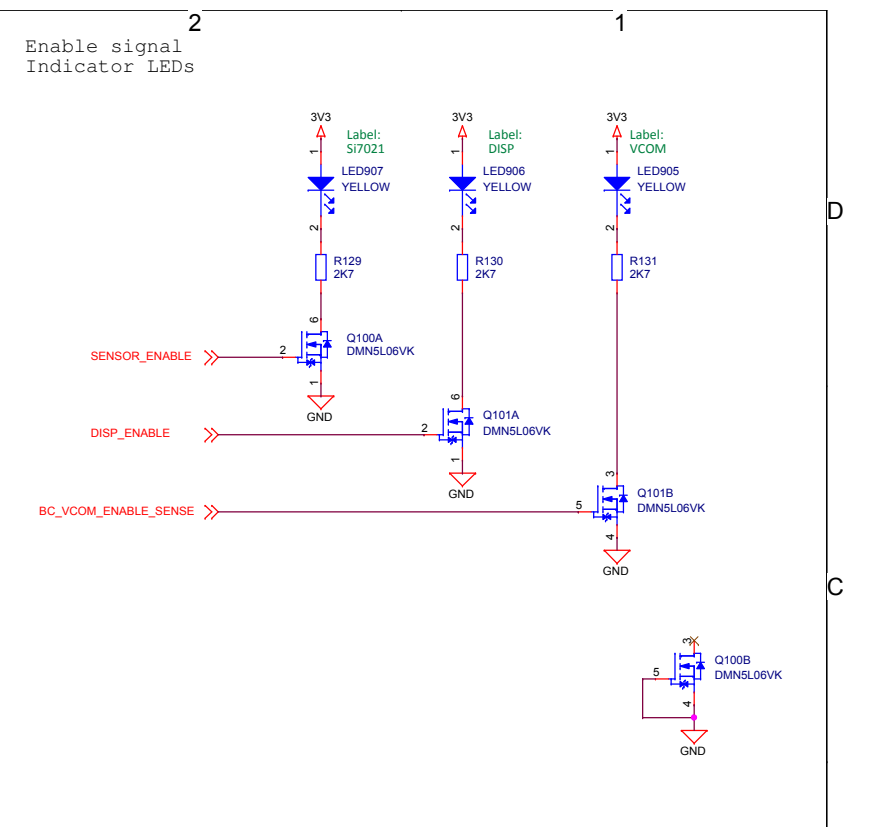 2
1
Enable signal
Indicator LEDs
3V3
3V3
3V3
Label:
Si7021
Label:
DISP
Label:
VCOM
1
1
1
LED907
YELLOW
LED906
YELLOW
LED905
YELLOW
D
2
2
2
R129
2K7
R130
2K7
R131
2K7
6
Q100A
DMN5L06VK
SENSOR_ENABLE
2
1
GND
6
Q101A
DMN5L06VK
DISP_ENABLE
2
1
GND
3
Q101B
DMN5L06VK
BC_VCOM_ENABLE_SENSE
5
4
GND
C
3
Q100B
DMN5L06VK
5
4
GND